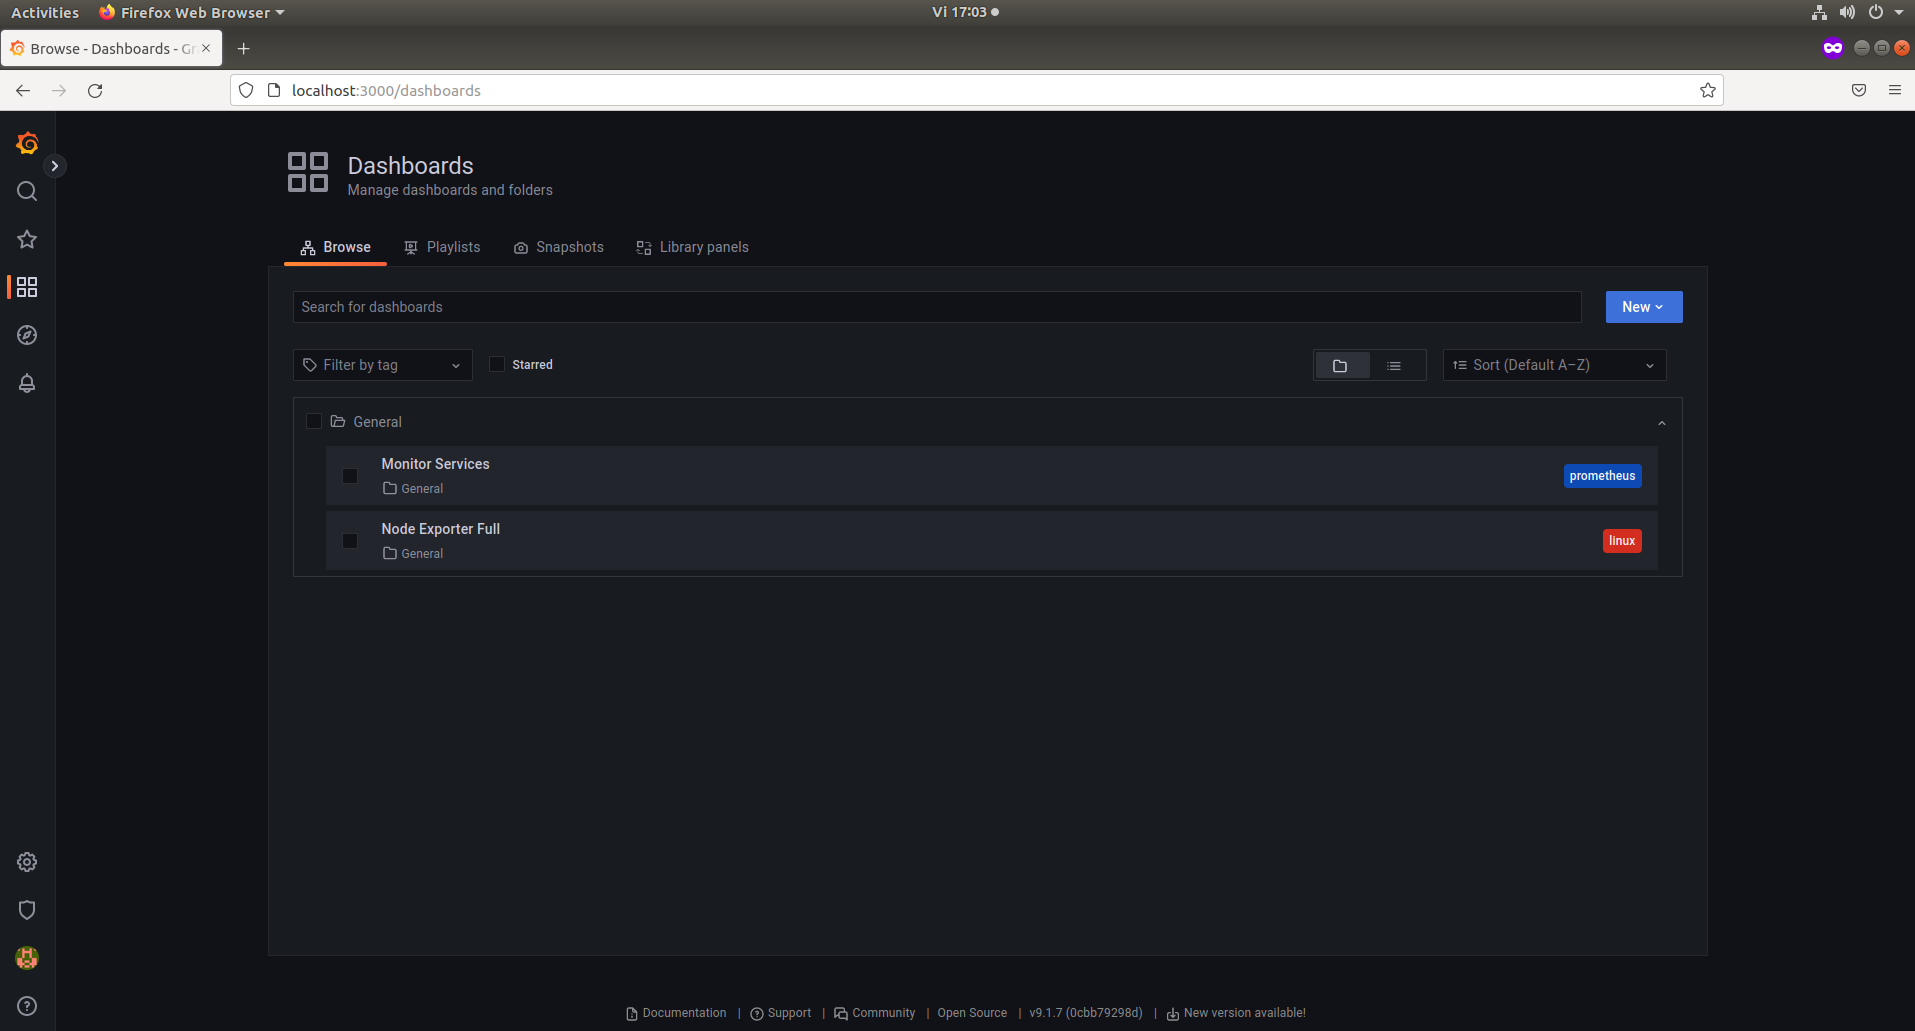 Activities Firefox Web Browser Vi 17:03
Browse - Dashboards - Gr
localhost:3000/dashboards
Dashboards
Manage dashboards and folders
Browse Playlists Snapshots Library panels
Search for dashboards New
Filter by tag Starred Sort (Default A–Z)
General
Monitor Services
General
prometheus
Node Exporter Full
General
linux
Documentation | Support | Community | Open Source | v9.1.7 (0cbb79298d) | New version available!